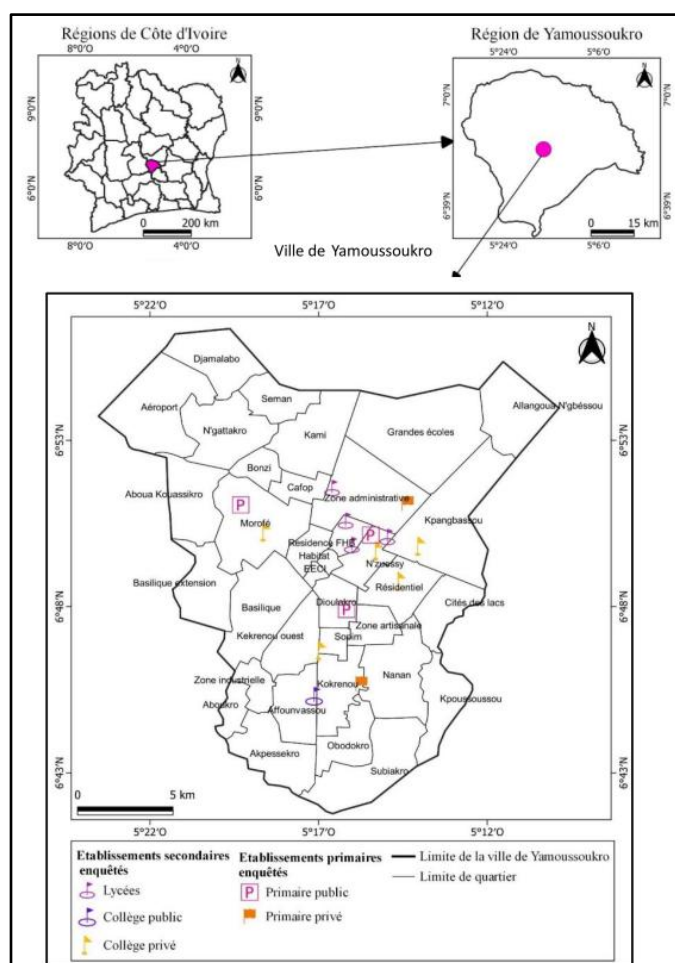 Régions de Côte d'Ivoire
8°0'O 4°0'O
N
9°0'N 9°0'N
6°0'N 6°0'N
0 200 km
8°0'O 4°0'O
Région de Yamoussoukro
5°24'O 5°6'O
N
7°0'N 7°0'N
6°39'N 6°39'N
0 15 km
5°24'O 5°6'O
Ville de Yamoussoukro
5°22'O 5°17'O 5°12'O
N
Djamalabo
Seman
Aéroport
Allangoua N'gbéssou
N'gattakro
Kami
Grandes écoles
6°53'N 6°53'N
Bonzi
Cafop
Aboua Kouassikro
Zone administrative
P
Morofé
Kpangbassou
P
Residence FHB
Habitat
EECI
N'zuessy
Basilique extension
Résidentiel
Basilique
Dioulakro
P
Cités des lacs
6°48'N 6°48'N
Zone artisanale
Kekrenou ouest
Sopim
Zone industrielle
Kokrenou
Nanan
Aboukro
Affounvassou
Kpoussoussou
Obodokro
Akpessekro
Subiakro
6°43'N 6°43'N
0 5 km
5°22'O 5°17'O 5°12'O
Etablissements secondaires
enquêtés
Lycées
Collège public
Collège privé
Etablissements primaires
enquêtés
P Primaire public
Primaire privé
Limite de la ville de Yamoussoukro
Limite de quartier